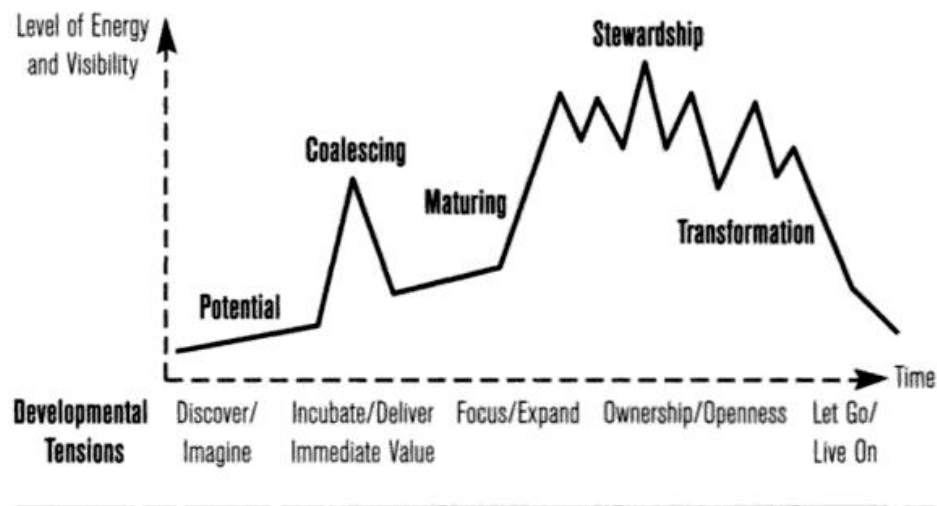 Level of Energy
and Visibility
Stewardship
Coalescing
Maturing
Transformation
Potential
Time
Developmental
Tensions
Discover/
Imagine
Incubate/Deliver
Immediate Value
Focus/Expand
Ownership/Openness
Let Go/
Live On